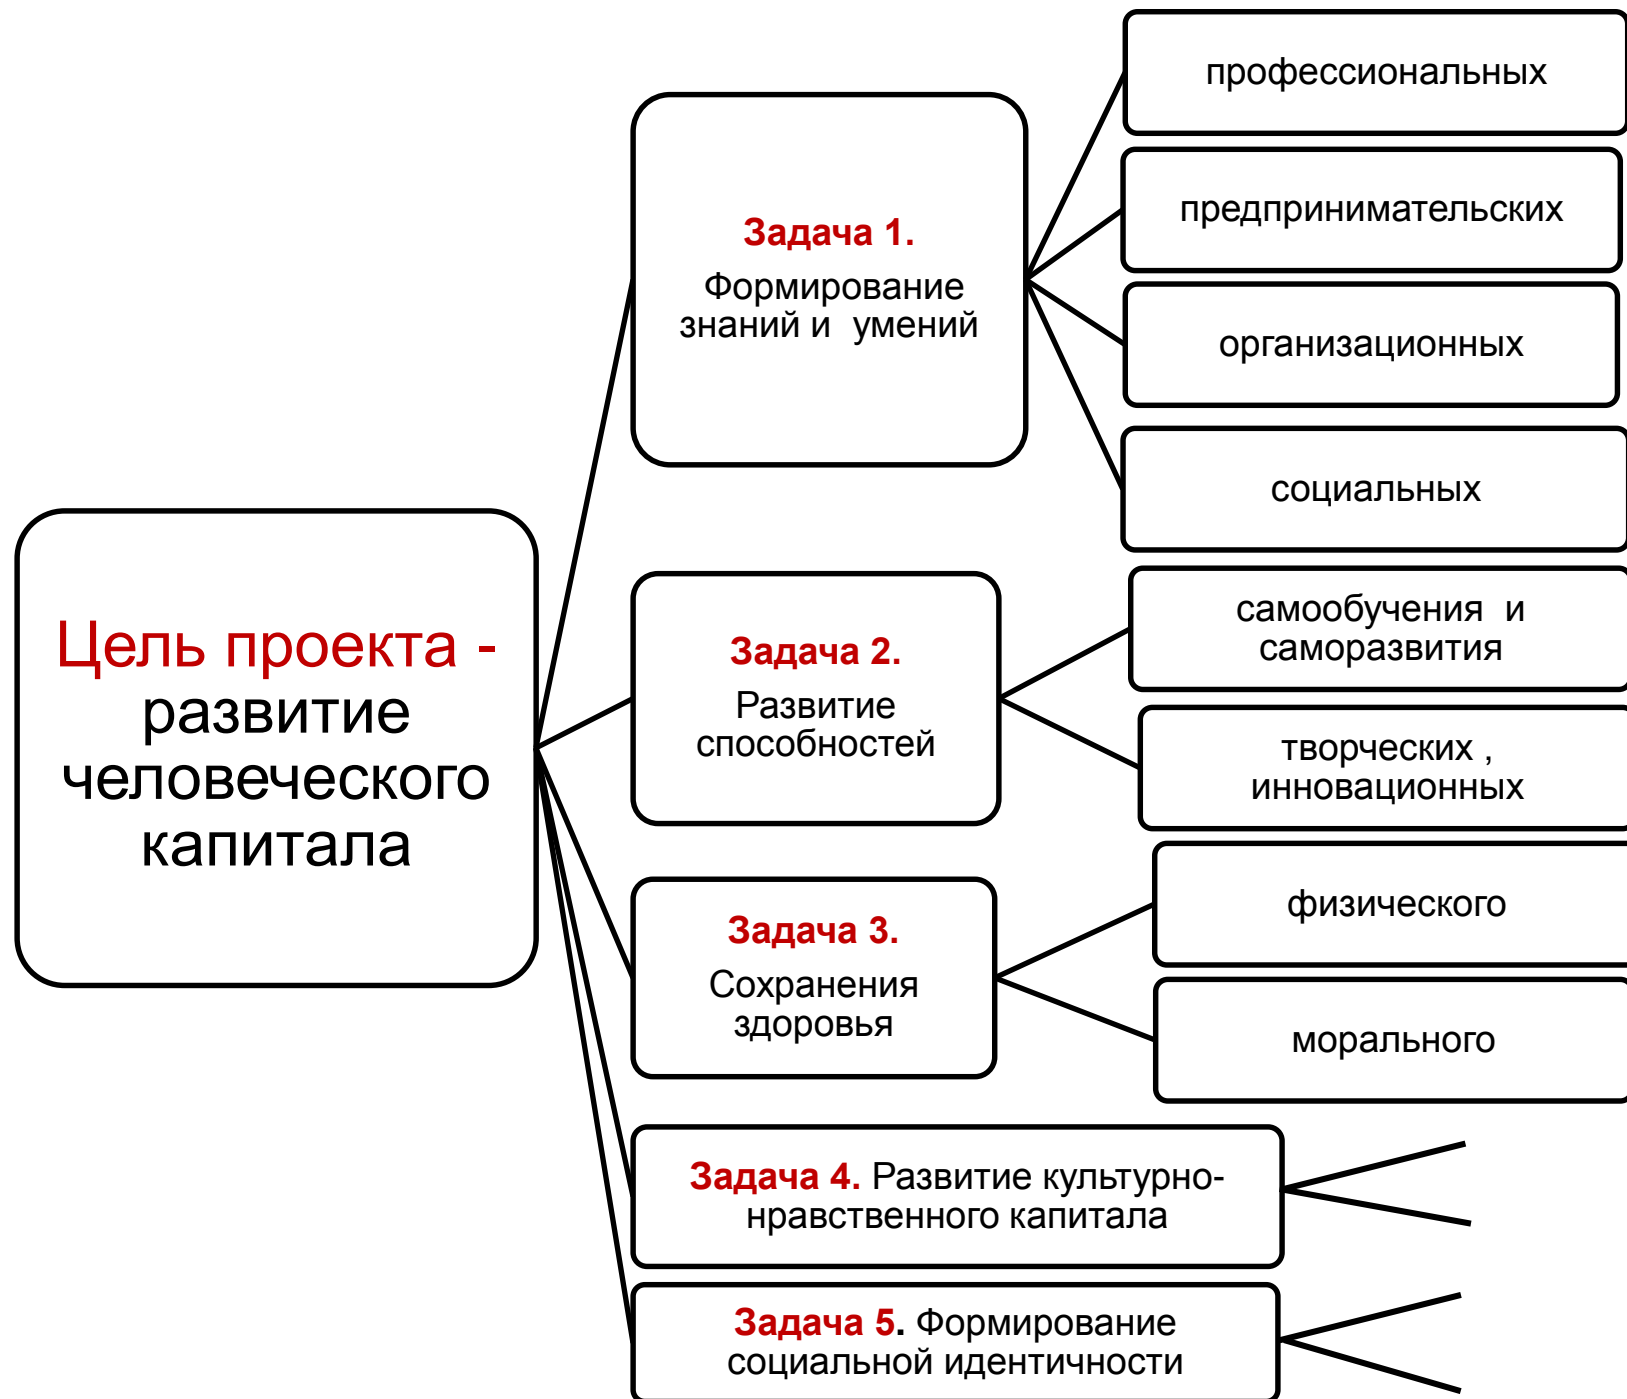 Цель проекта -
развитие
человеческого
капитала
Задача 1.
Формирование
знаний и умений
профессиональных
предпринимательских
организационных
социальных
Задача 2.
Развитие
способностей
самообучения и
саморазвития
творческих ,
инновационных
Задача 3.
Сохранения
здоровья
физического
морального
Задача 4. Развитие культурно-
нравственного капитала
Задача 5. Формирование
социальной идентичности